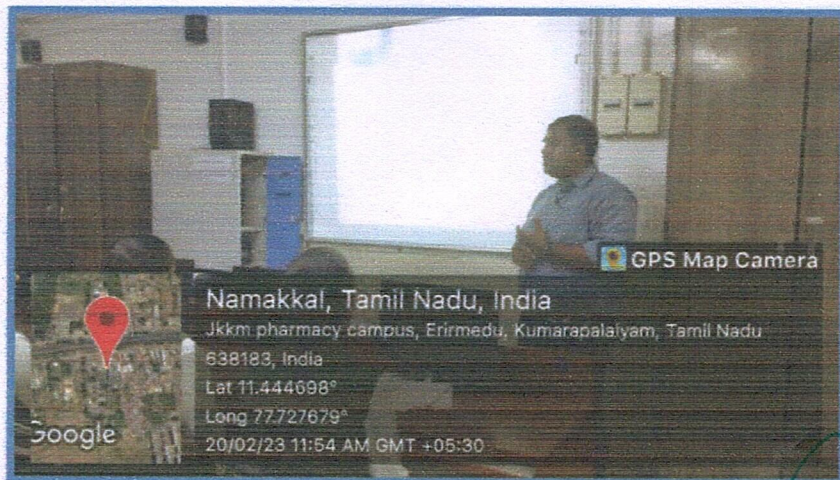 GPS Map Camera
Namakkal, Tamil Nadu, India
Jkkm pharmacy campus, Erirmedu, Kumarapalaiyam, Tamil Nadu
638183, India
Lat 11.444698°
Long 77.727679°
20/02/23 11:54 AM GMT +05:30
Google